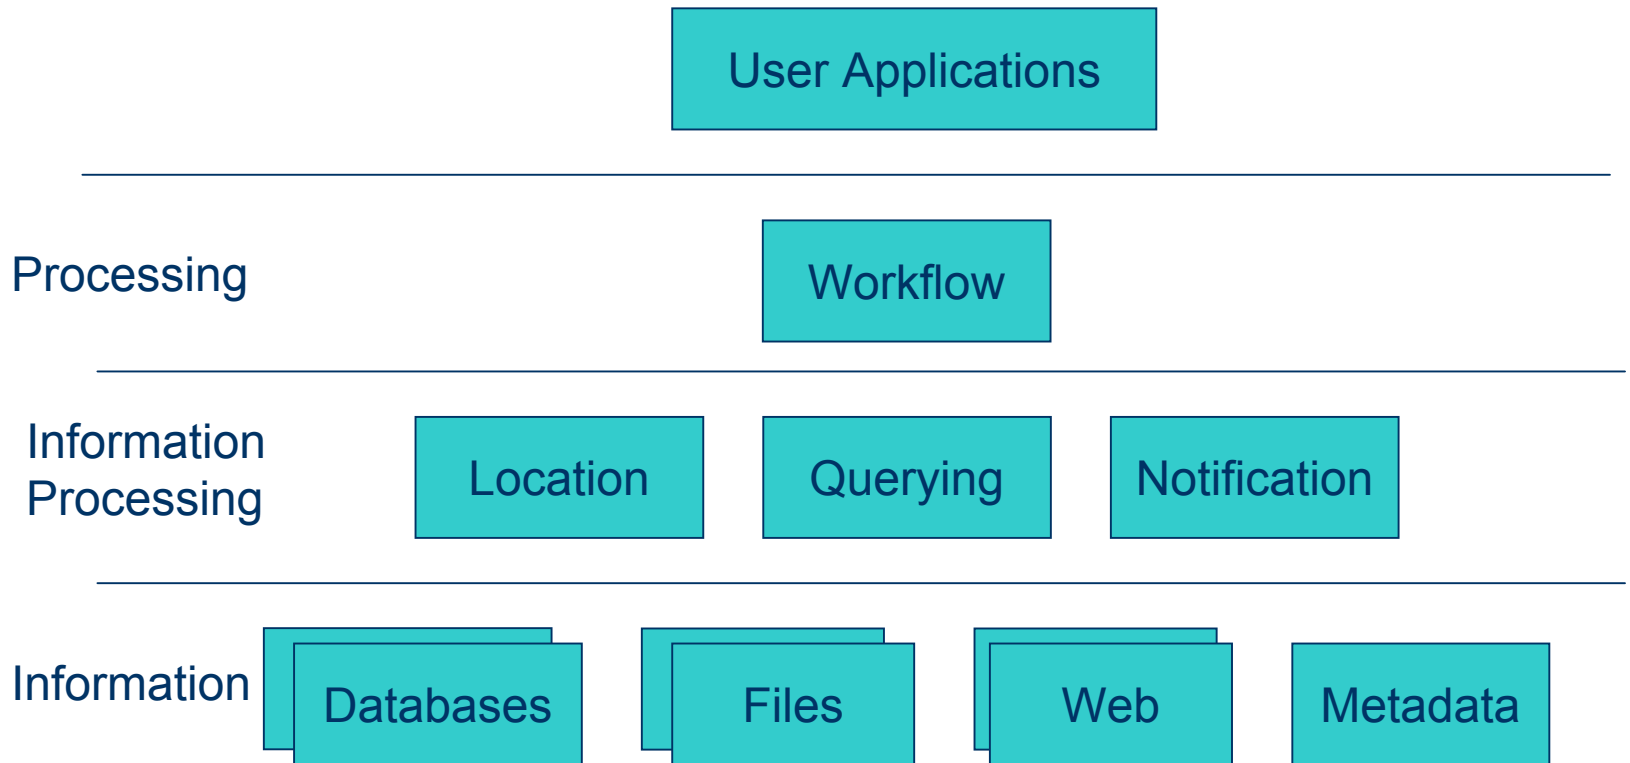 User Applications
Processing
Workflow
Information
Processing
Location
Querying
Notification
Information
Databases
Files
Web
Metadata